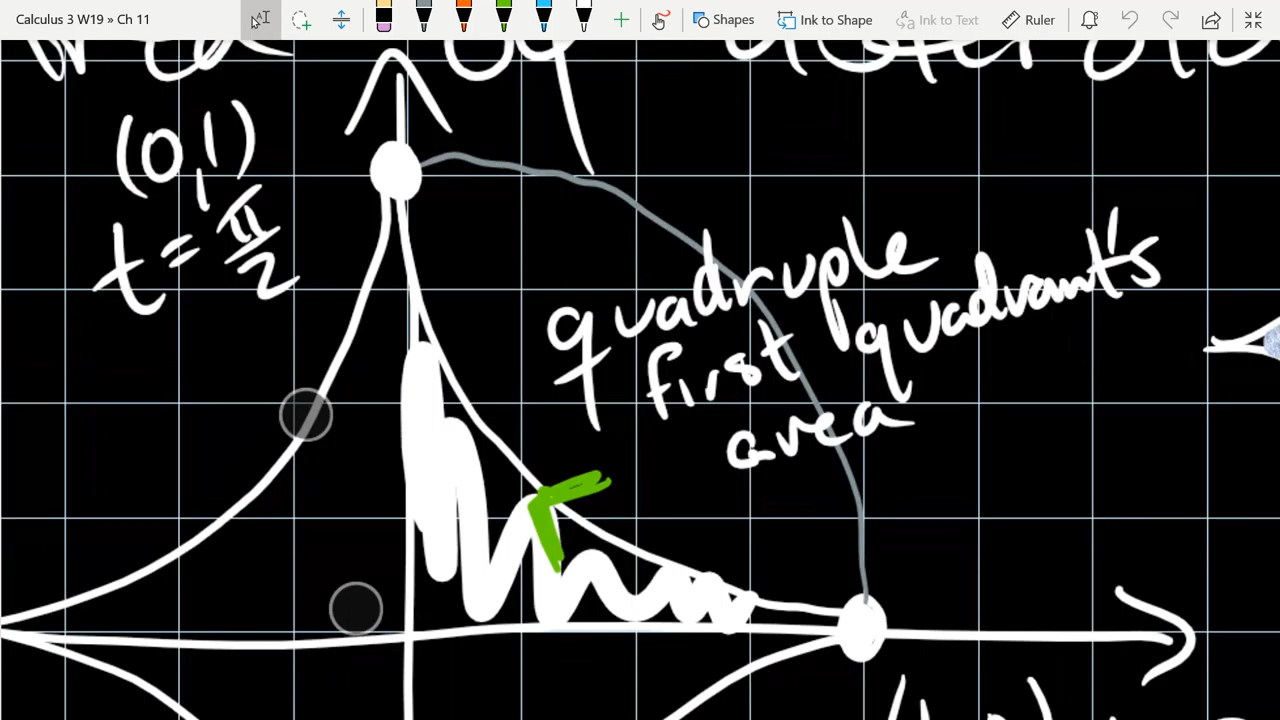 Calculus 3 W19 » Ch 11
Shapes
Ink to Shape
Ink to Text
Ruler
(0,1)
t = π/2
quadruple
first quadrant's
area